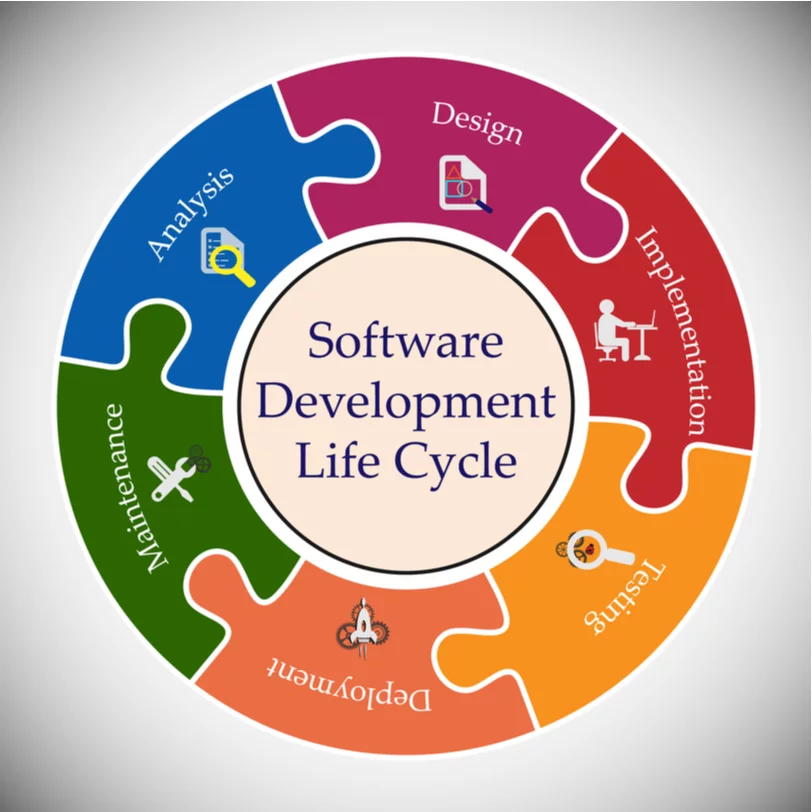 Software
Development
Life Cycle
Analysis
Design
Implementation
Testing
Deployment
Maintenance